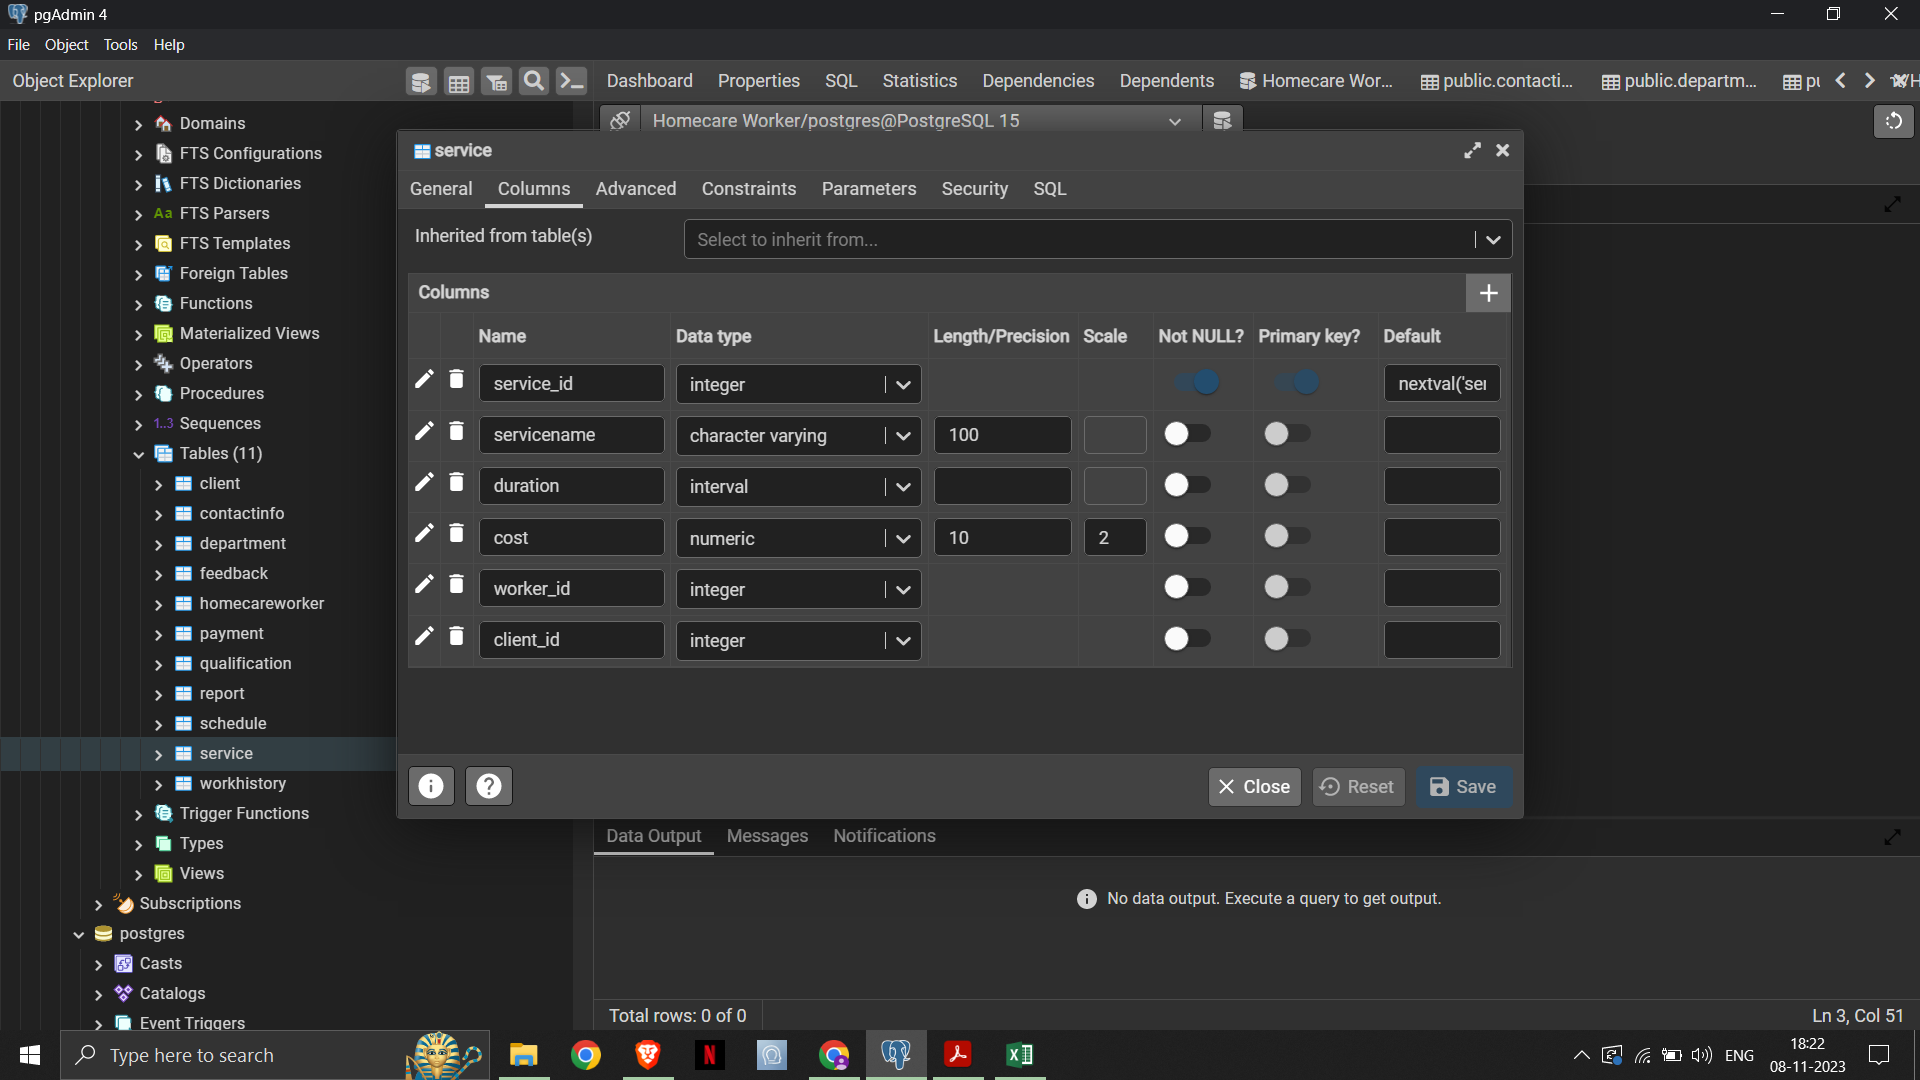 pgAdmin 4
File Object Tools Help
Object Explorer
Dashboard Properties SQL Statistics Dependencies Dependents Homecare Wor... public.contacti... public.departm...
Homecare Worker/postgres@PostgreSQL 15
Domains
FTS Configurations
FTS Dictionaries
Aa FTS Parsers
FTS Templates
Foreign Tables
Functions
Materialized Views
Operators
Procedures
1..3 Sequences
Tables (11)
client
contactinfo
department
feedback
homecareworker
payment
qualification
report
schedule
service
workhistory
Trigger Functions
Types
Views
Subscriptions
postgres
Casts
Catalogs
Event Triggers
service
General Columns Advanced Constraints Parameters Security SQL
Inherited from table(s) Select to inherit from...
Columns
Name Data type Length/Precision Scale Not NULL? Primary key? Default
service_id integer nextval('ser
servicename character varying 100
duration interval
cost numeric 10 2
worker_id integer
client_id integer
Close Reset Save
Data Output Messages Notifications
No data output. Execute a query to get output.
Total rows: 0 of 0 Ln 3, Col 51
Type here to search
ENG
18:22
08-11-2023